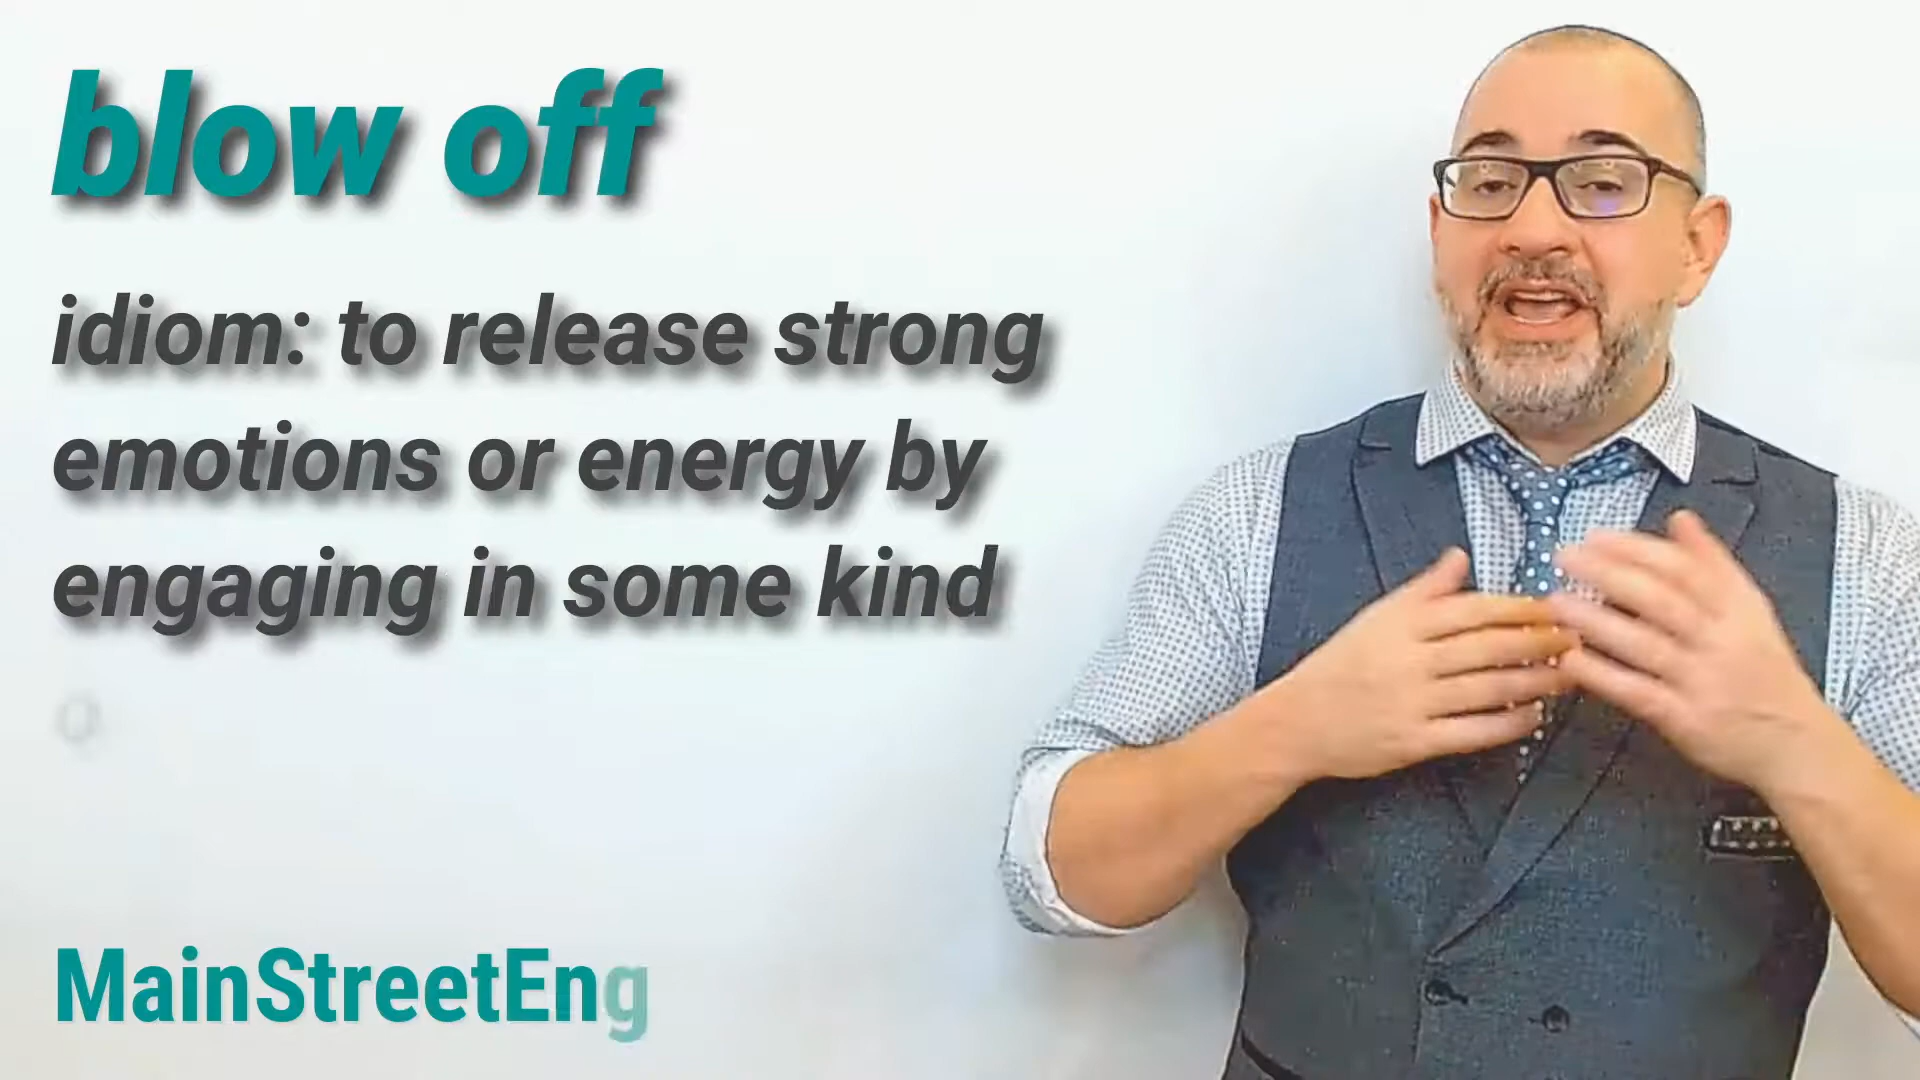 blow off
idiom: to release strong
emotions or energy by
engaging in some kind
o
MainStreetEng